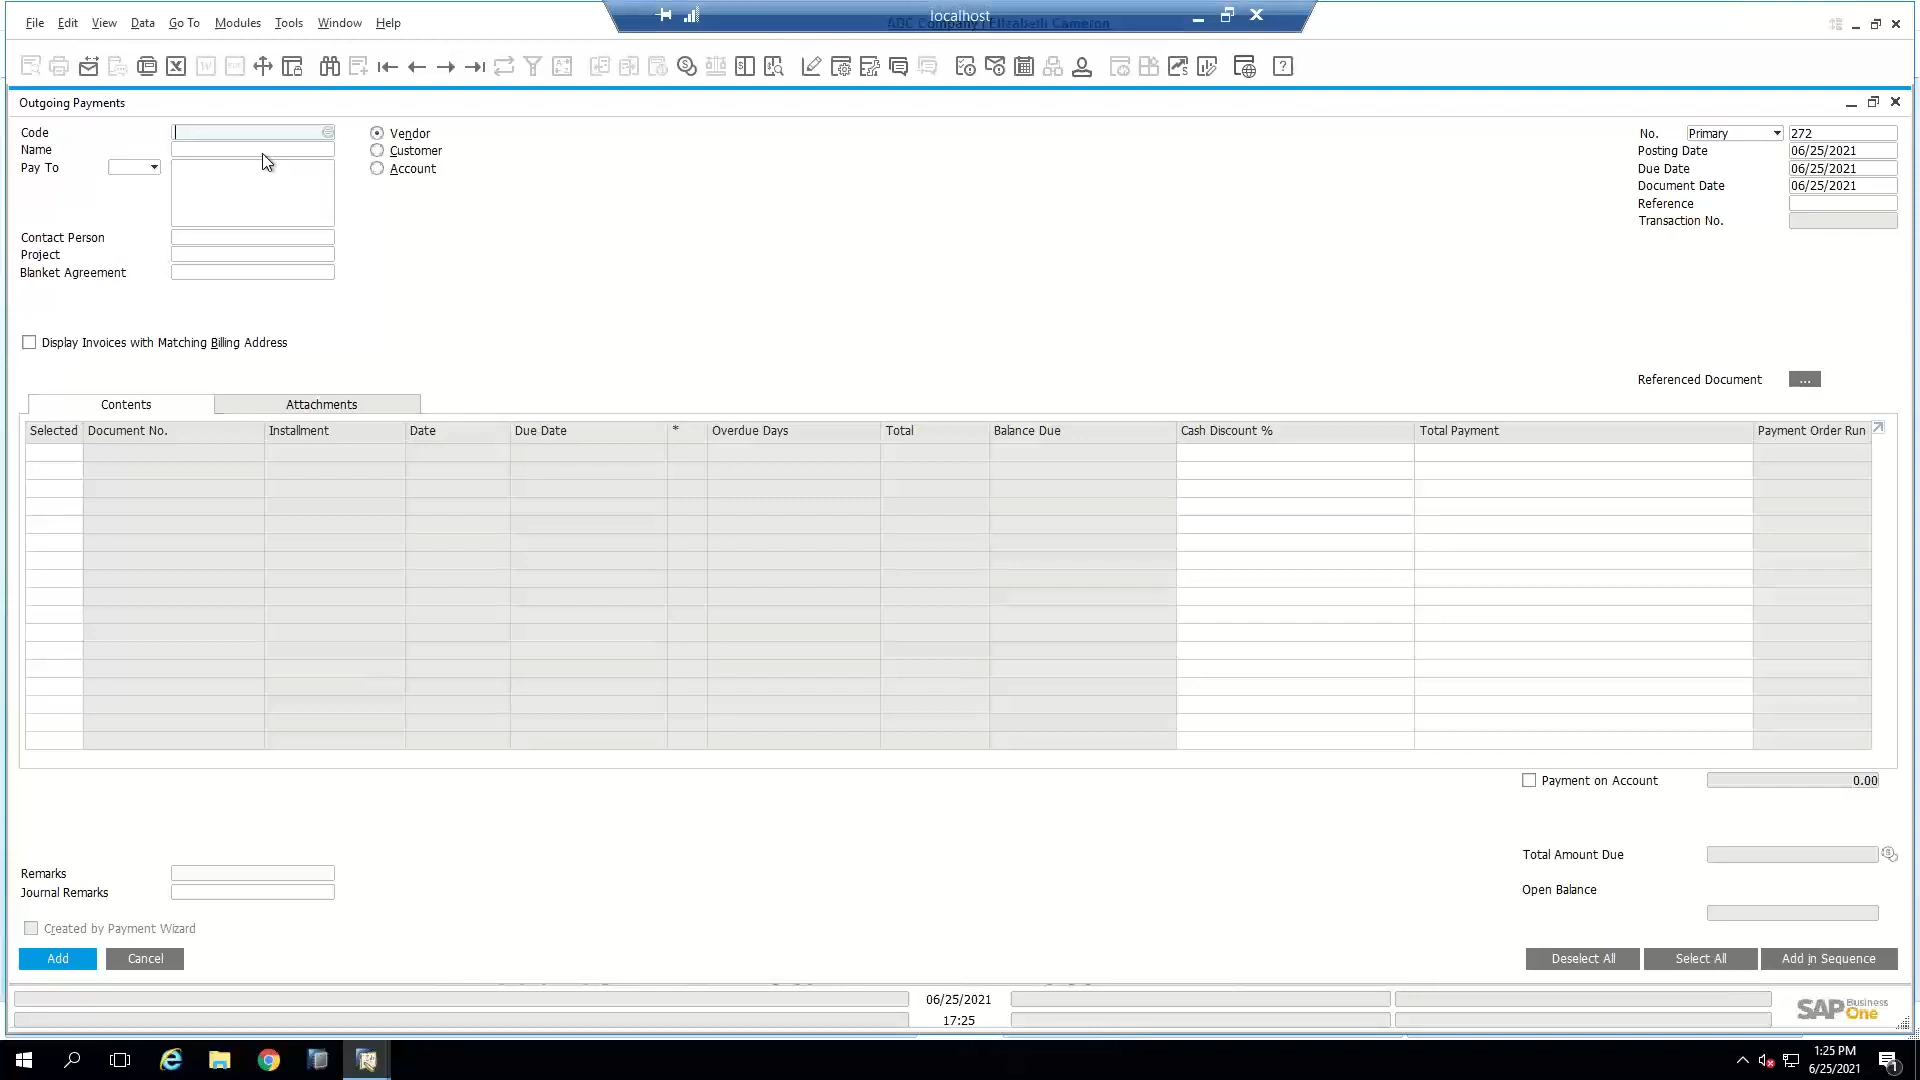 localhost
ABC Company | Elizabeth Cameron
File Edit View Data Go To Modules Tools Window Help
Outgoing Payments
Code
Vendor
No. Primary 272
Name
Customer
Posting Date 06/25/2021
Pay To
Account
Due Date 06/25/2021
Document Date 06/25/2021
Reference
Transaction No.
Contact Person
Project
Blanket Agreement
Display Invoices with Matching Billing Address
Referenced Document ...
Contents Attachments
Selected Document No. Installment Date Due Date * Overdue Days Total Balance Due Cash Discount % Total Payment Payment Order Run
Payment on Account 0.00
Total Amount Due
Remarks
Journal Remarks
Open Balance
Created by Payment Wizard
Add Cancel Deselect All Select All Add in Sequence
06/25/2021
17:25
SAP Business One
1:25 PM
6/25/2021
1